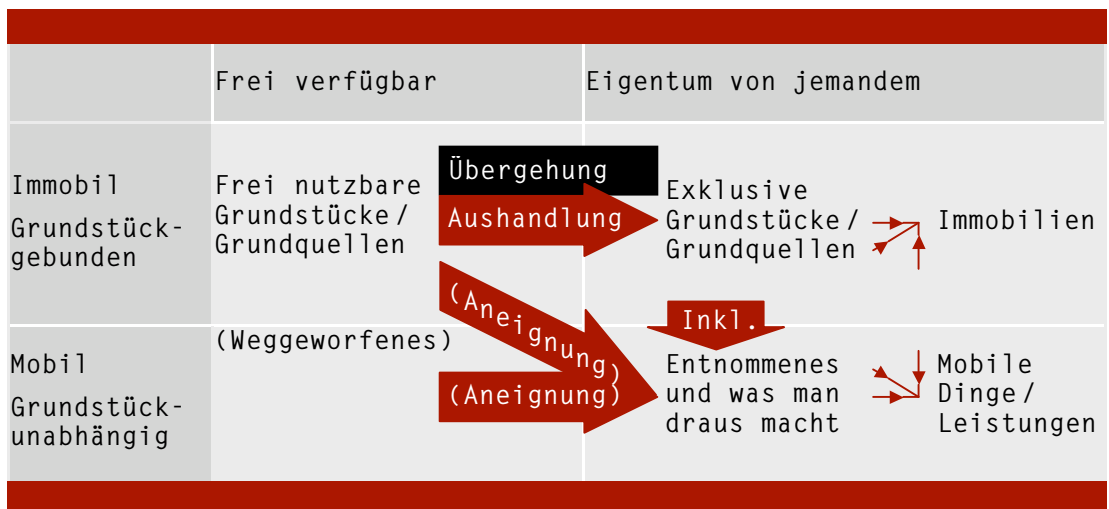 Frei verfügbar
Eigentum von jemandem
Immobil
Grundstück-
gebunden
Frei nutzbare
Grundstücke/
Grundquellen
Übergehung
Aushandlung
Exklusive
Grundstücke/
Grundquellen
Immobilien
(Aneignung)
Inkl.
Mobil
Grundstück-
unabhängig
(Weggeworfenes)
(Aneignung)
Entnommenes
und was man
draus macht
Mobile
Dinge/
Leistungen